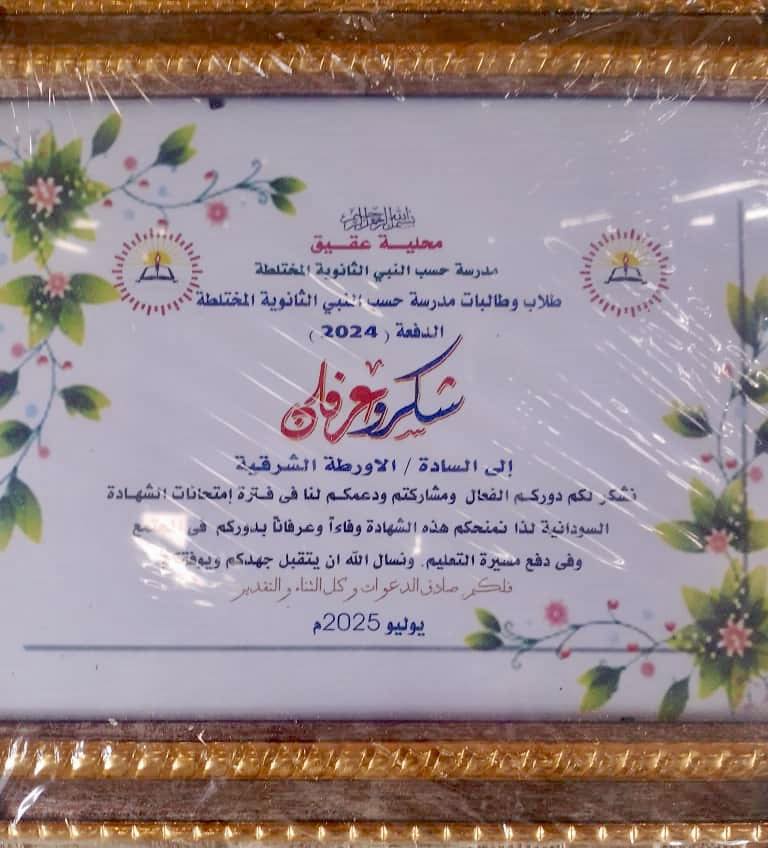 بسم الله الرحمن الرحيم
محلية عقيق
مدرسة حسب النبي الثانوية المختلطة
طلاب وطالبات مدرسة حسب النبي الثانوية المختلطة
الدفعة ( 2024 )
شكر وعرفان
إلى السادة / الاورطة الشرقية
نشكر لكم دوركم الفعال ومشاركتم ودعمكم لنا فى فترة إمتحانات الشهادة
السودانية لذا نمنحكم هذه الشهادة وفاءاً وعرفاناً بدوركم فى
وفى دفع مسيرة التعليم. ونسال الله ان يتقبل جهدكم
فلكم صادق الدعوات وكل الثناء والتقدير
يوليو 2025م